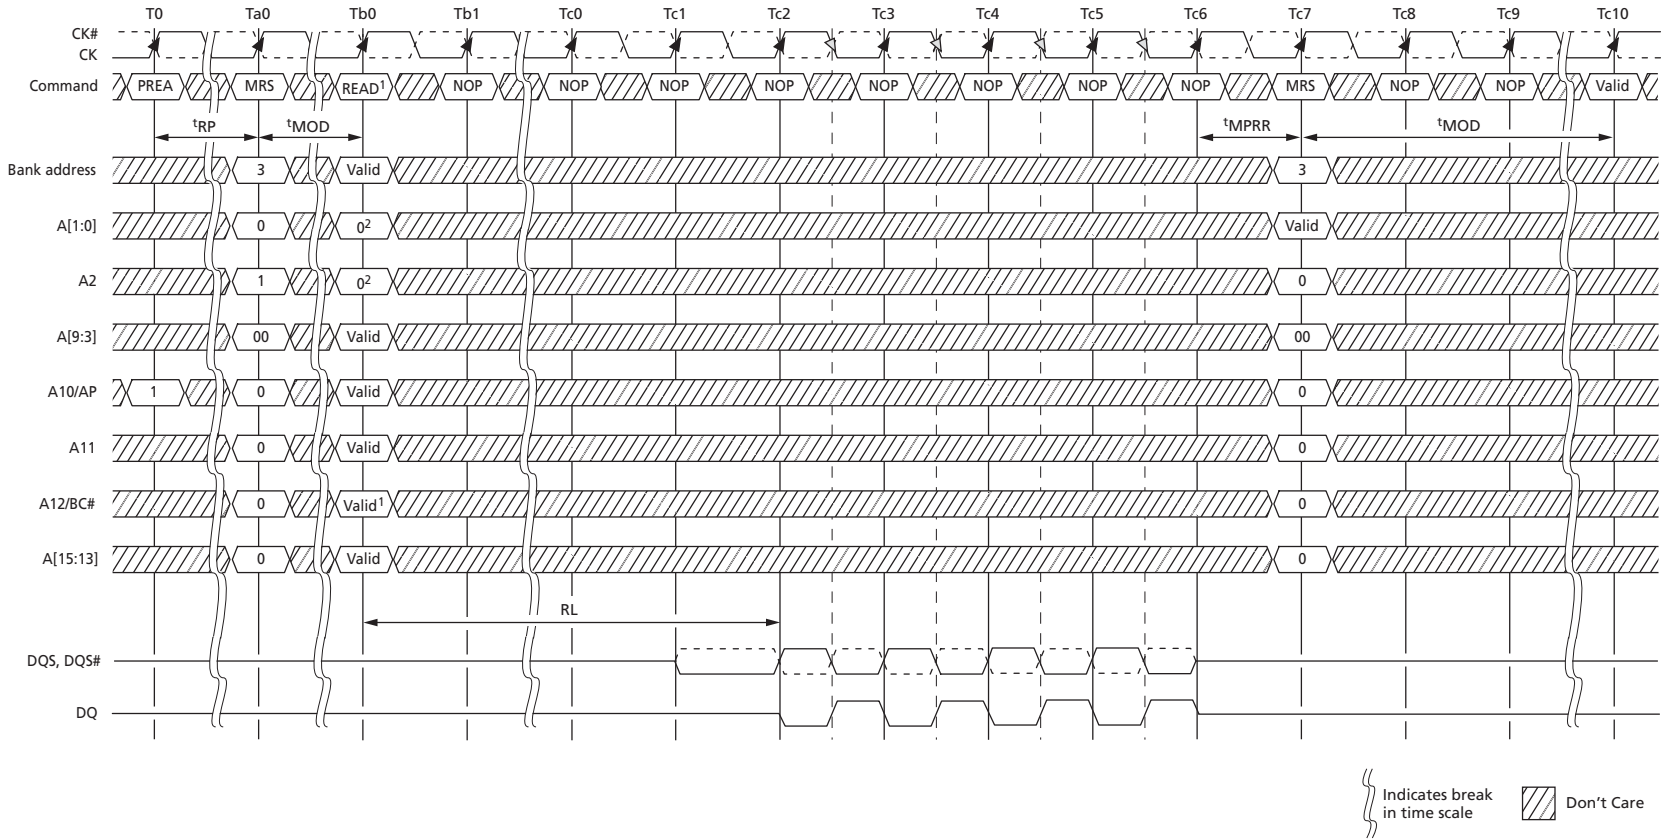 T0 Ta0 Tb0 Tb1 Tc0 Tc1 Tc2 Tc3 Tc4 Tc5 Tc6 Tc7 Tc8 Tc9 Tc10
CK#
CK
Command PREA MRS READ1 NOP NOP NOP NOP NOP NOP NOP NOP MRS NOP NOP Valid
tRP tMOD tMPRR tMOD
Bank address 3 Valid 3
A[1:0] 0 02 Valid
A2 1 02 0
A[9:3] 00 Valid 00
A10/AP 1 0 Valid 0
A11 0 Valid 0
A12/BC# 0 Valid1 0
A[15:13] 0 Valid 0
RL
DQS, DQS#
DQ
Indicates break
in time scale
Don't Care